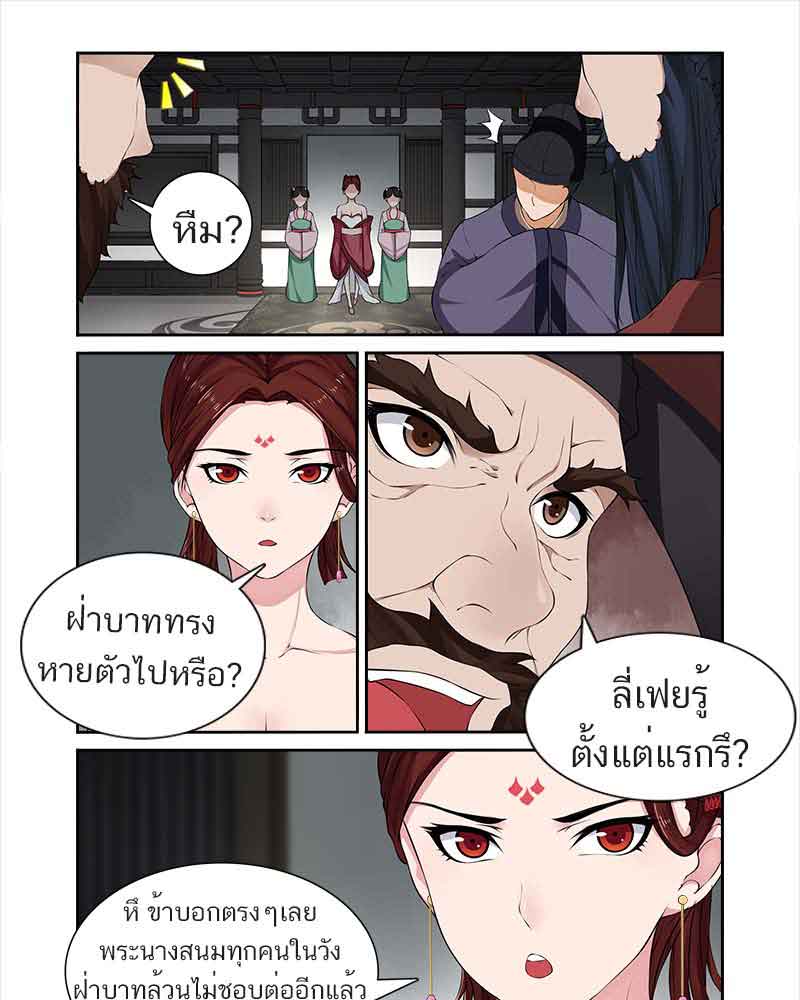 หืม?
ฝ่าบาททรง
หายตัวไปหรือ?
ลี่เฟยรู้
ตั้งแต่แรกรึ?
หึ ข้าบอกตรงๆเลย
พระนางสนมทุกคนในวัง
ฝ่าบาทล้วนไม่ชอบต่ออีกแล้ว